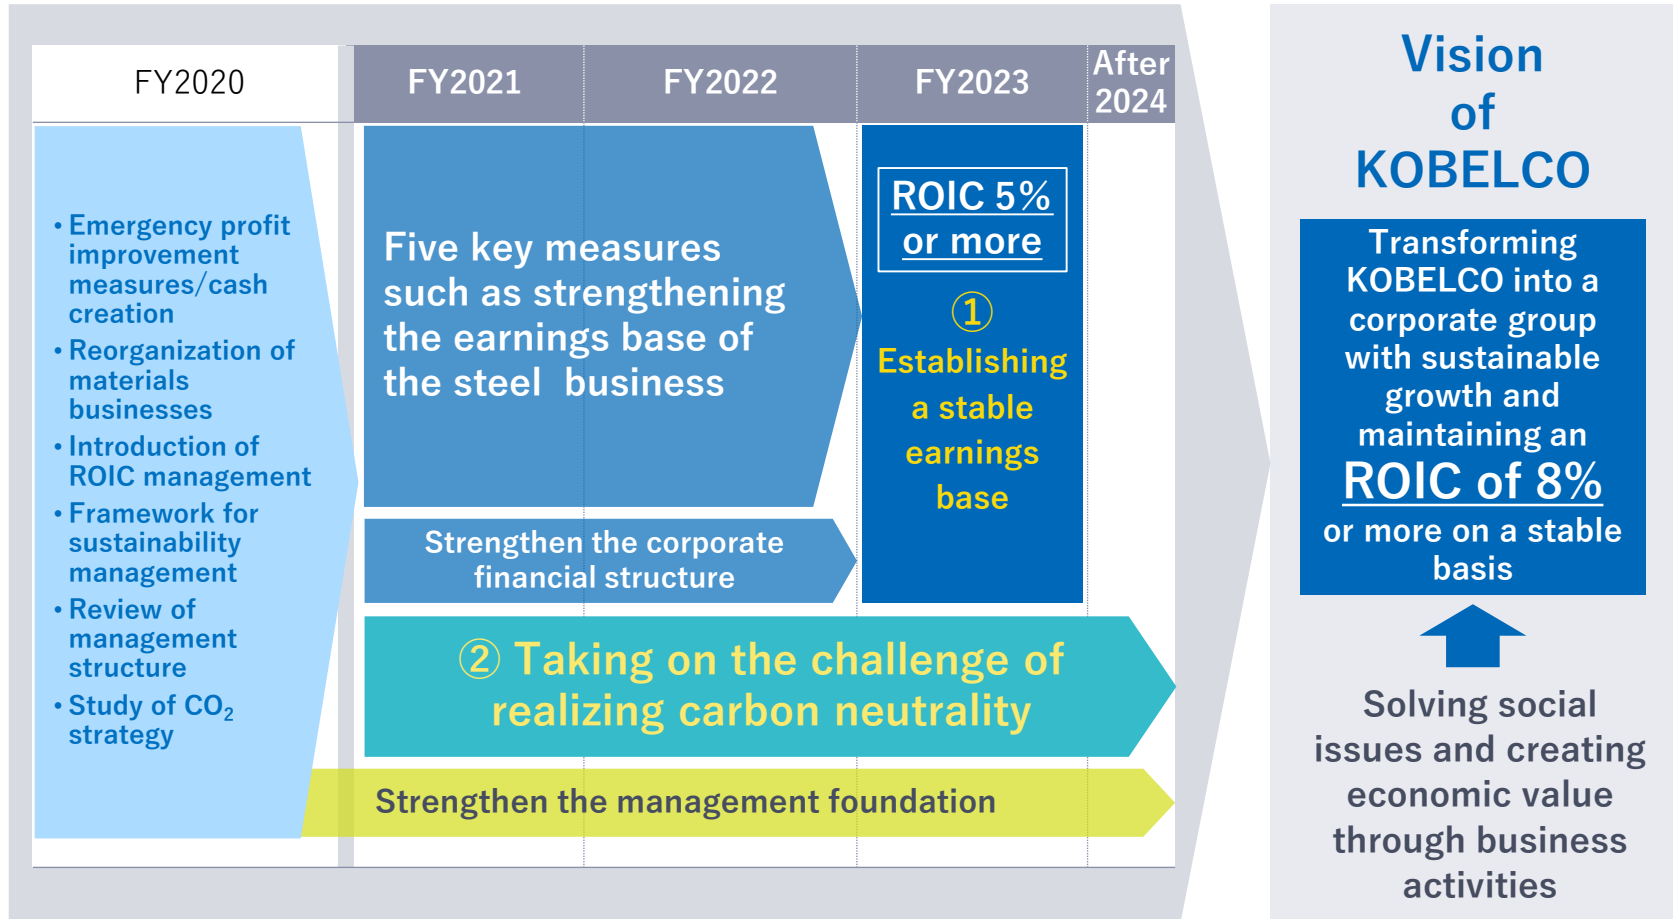 FY2020
FY2021
FY2022
FY2023
After
2024
• Emergency profit
improvement
measures/cash
creation
• Reorganization of
materials
businesses
• Introduction of
ROIC management
• Framework for
sustainability
management
• Review of
management
structure
• Study of CO₂
strategy
Five key measures
such as strengthening
the earnings base of
the steel business
Strengthen the corporate
financial structure
ROIC 5%
or more
①
Establishing
a stable
earnings
base
② Taking on the challenge of
realizing carbon neutrality
Strengthen the management foundation
Vision
of
KOBELCO
Transforming
KOBELCO into a
corporate group
with sustainable
growth and
maintaining an
ROIC of 8%
or more on a stable
basis
Solving social
issues and creating
economic value
through business
activities